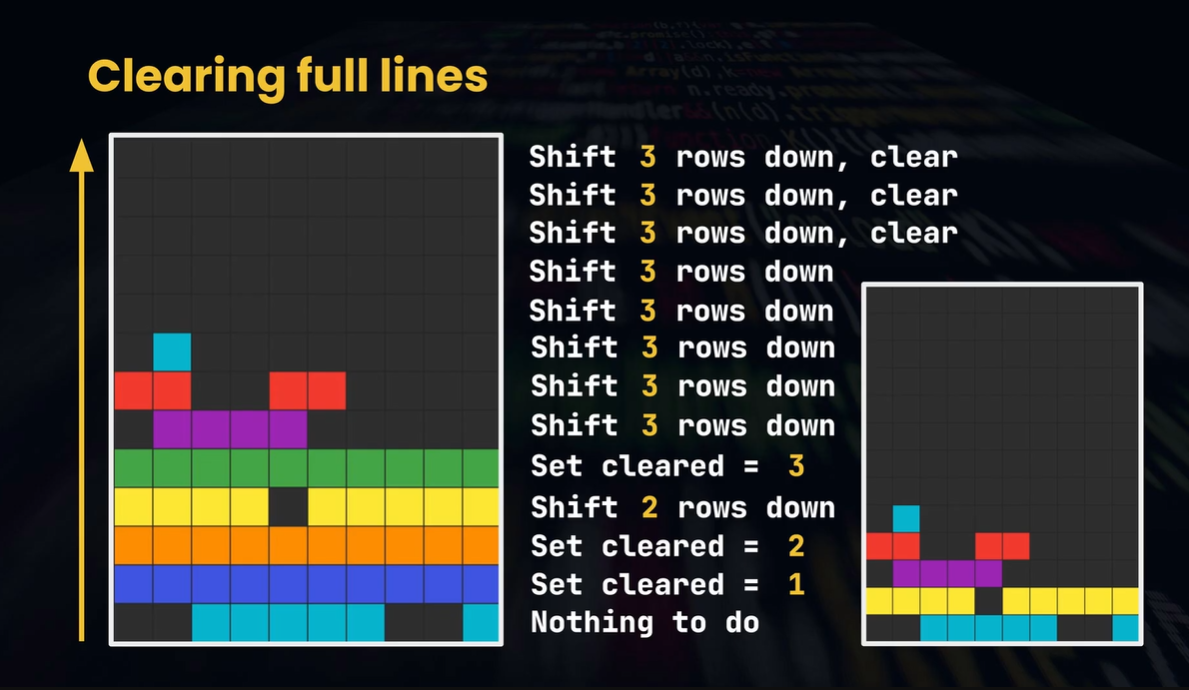 Clearing full lines
Shift 3 rows down, clear
Shift 3 rows down, clear
Shift 3 rows down, clear
Shift 3 rows down
Shift 3 rows down
Shift 3 rows down
Shift 3 rows down
Shift 3 rows down
Set cleared = 3
Shift 2 rows down
Set cleared = 2
Set cleared = 1
Nothing to do